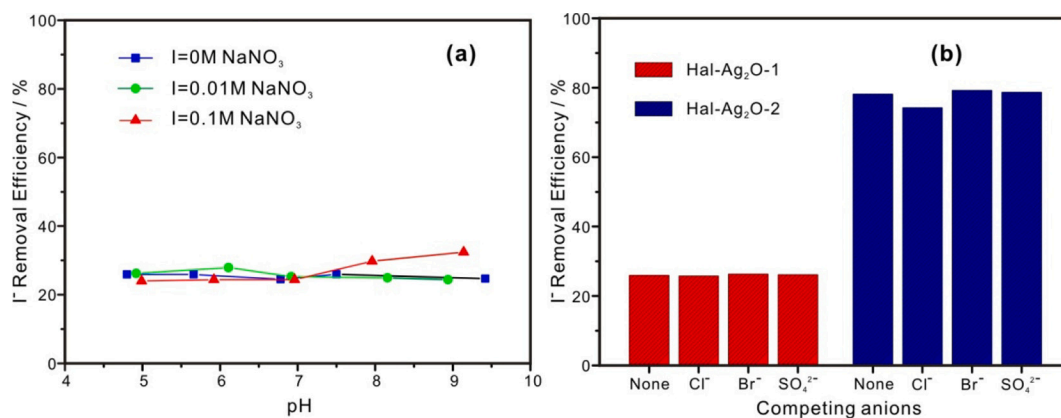 (a)
I=0M NaNO₃
I=0.01M NaNO₃
I=0.1M NaNO₃
I⁻ Removal Efficiency / %
100
80
60
40
20
0
4 5 6 7 8 9 10
pH
(b)
Hal-Ag₂O-1
Hal-Ag₂O-2
I⁻ Removal Efficiency / %
100
80
60
40
20
0
None Cl⁻ Br⁻ SO₄²⁻ None Cl⁻ Br⁻ SO₄²⁻
Competing anions